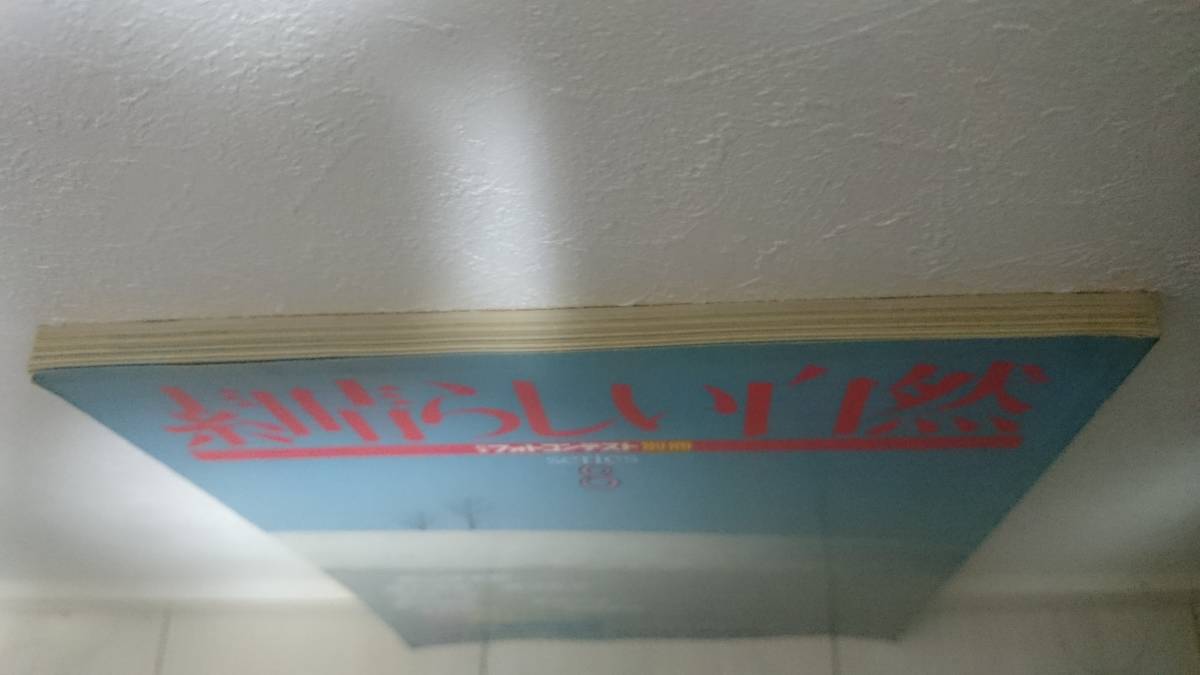 素晴らしい自然
フォトコンテスト別冊
series
8